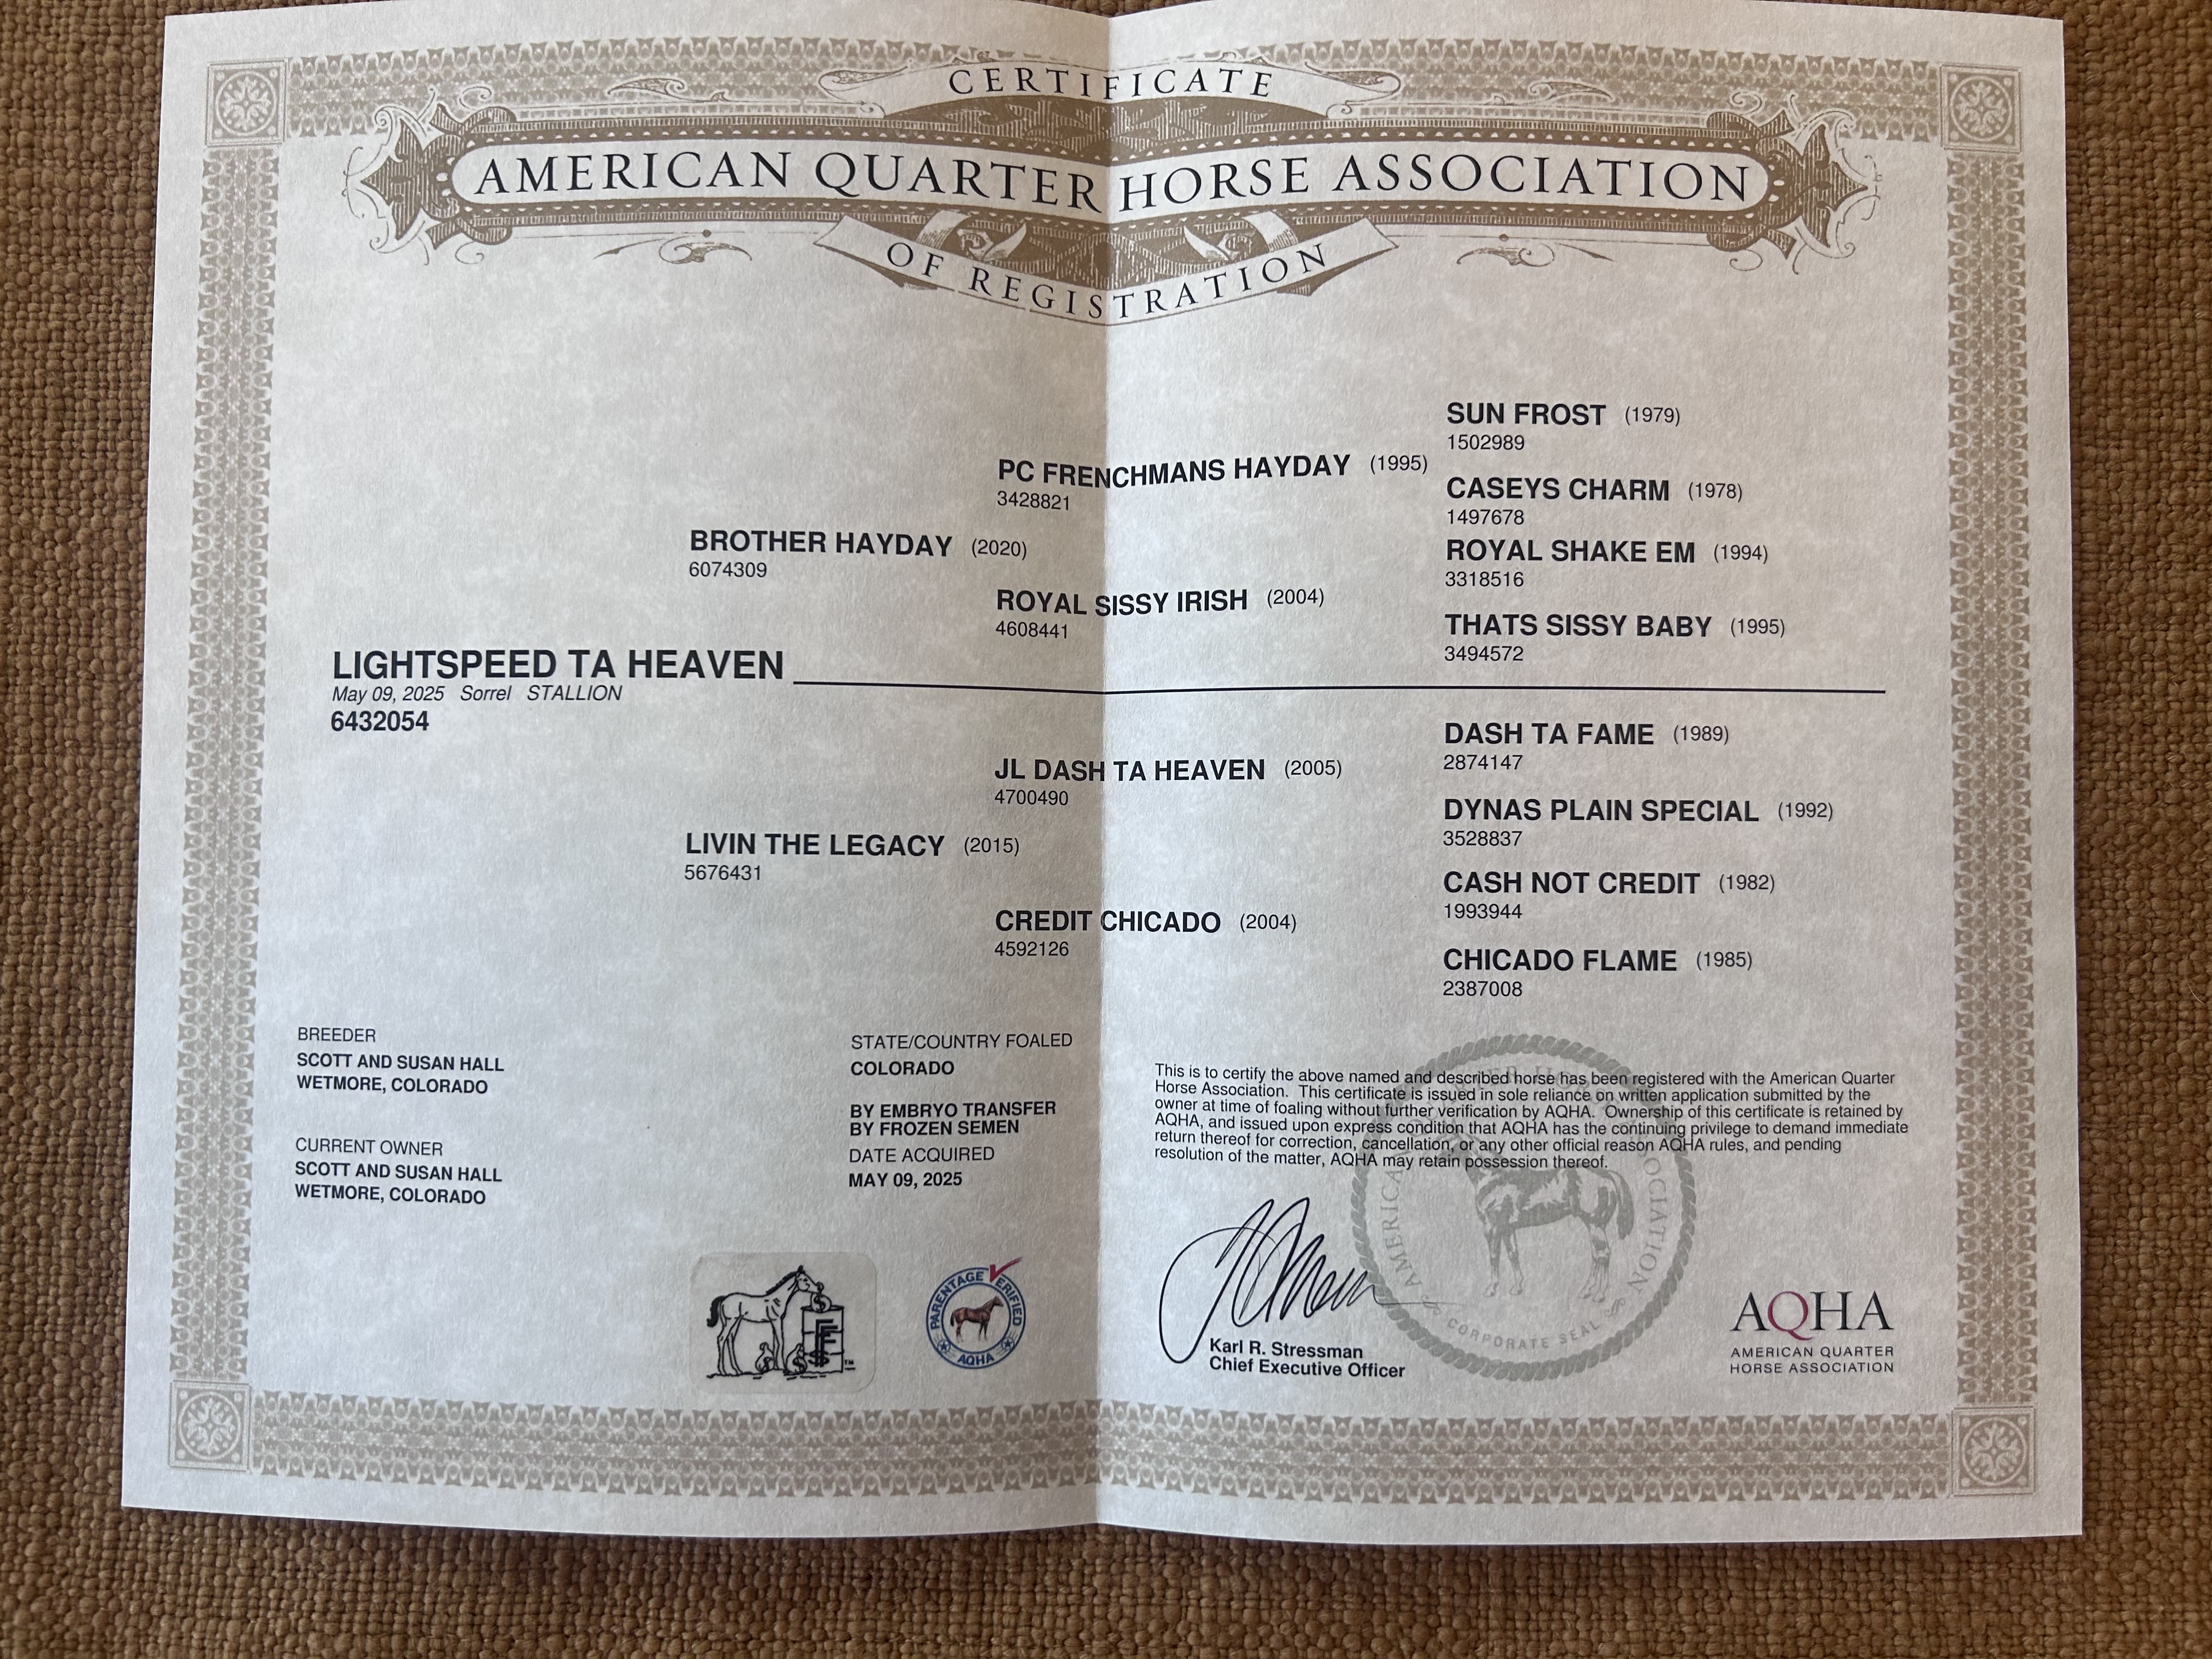 CERTIFICATE
AMERICAN QUARTER HORSE ASSOCIATION
OF REGISTRATION
SUN FROST (1979)
1502989
PC FRENCHMANS HAYDAY (1995)
3428821
CASEYS CHARM (1978)
1497678
BROTHER HAYDAY (2020)
6074309
ROYAL SHAKE EM (1994)
3318516
ROYAL SISSY IRISH (2004)
4608441
THATS SISSY BABY (1995)
3494572
LIGHTSPEED TA HEAVEN
May 09, 2025 Sorrel STALLION
6432054
DASH TA FAME (1989)
2874147
JL DASH TA HEAVEN (2005)
4700490
DYNAS PLAIN SPECIAL (1992)
3528837
LIVIN THE LEGACY (2015)
5676431
CASH NOT CREDIT (1982)
1993944
CREDIT CHICADO (2004)
4592126
CHICADO FLAME (1985)
2387008
BREEDER
SCOTT AND SUSAN HALL
WETMORE, COLORADO
CURRENT OWNER
SCOTT AND SUSAN HALL
WETMORE, COLORADO
STATE/COUNTRY FOALED
COLORADO
BY EMBRYO TRANSFER
BY FROZEN SEMEN
DATE ACQUIRED
MAY 09, 2025
This is to certify the above named and described horse has been registered with the American Quarter
Horse Association. This certificate is issued in sole reliance on written application submitted by the
owner at time of foaling without further verification by AQHA. Ownership of this certificate is retained by
AQHA, and issued upon express condition that AQHA has the continuing privilege to demand immediate
return thereof for correction, cancellation, or any other official reason AQHA rules, and pending
resolution of the matter, AQHA may retain possession thereof.
PARENTAGE VERIFIED
AQHA
Karl R. Stressman
Chief Executive Officer
AMERICAN QUARTER HORSE ASSOCIATION
CORPORATE SEAL
AQHA
AMERICAN QUARTER
HORSE ASSOCIATION